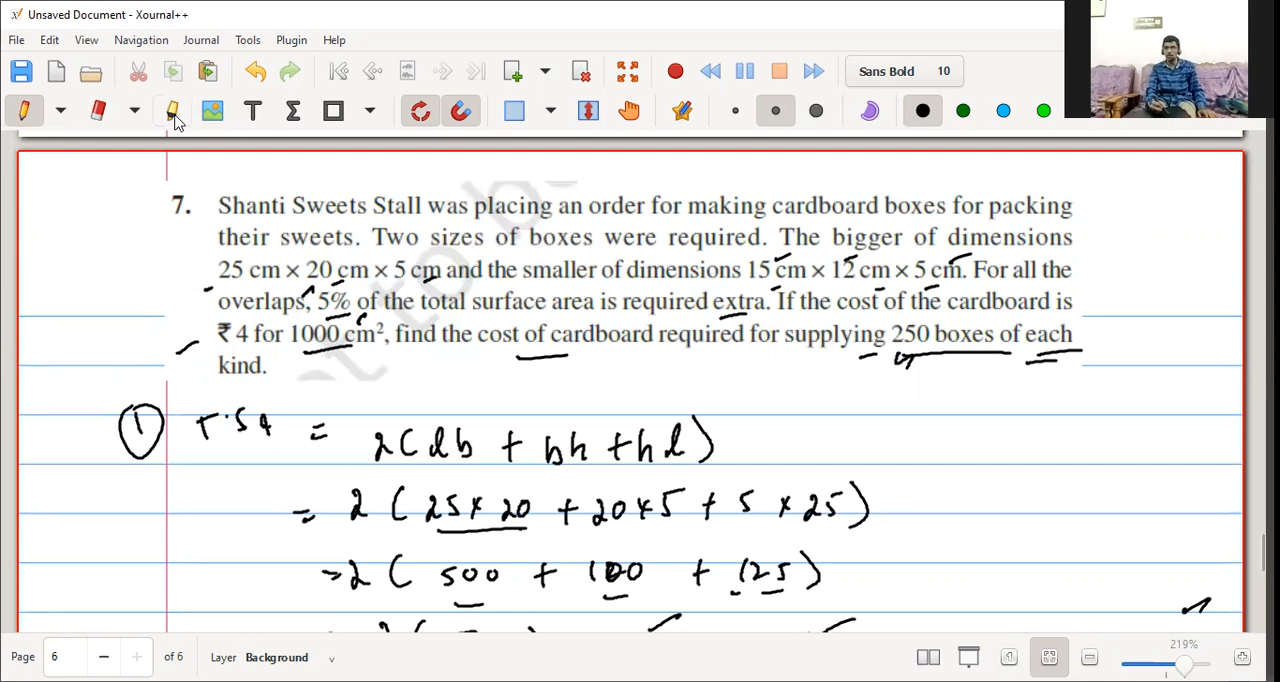 Unsaved Document - Xournal++
File Edit View Navigation Journal Tools Plugin Help
Sans Bold 10
7. Shanti Sweets Stall was placing an order for making cardboard boxes for packing
their sweets. Two sizes of boxes were required. The bigger of dimensions
25 cm × 20 cm × 5 cm and the smaller of dimensions 15 cm × 12 cm × 5 cm. For all the
overlaps, 5% of the total surface area is required extra. If the cost of the cardboard is
₹ 4 for 1000 cm², find the cost of cardboard required for supplying 250 boxes of each
kind.
① T.S A = 2(lb + bh + hl)
= 2 ( 25 × 20 + 20 × 5 + 5 × 25 )
= 2 ( 500 + 100 + 125 )
Page 6 of 6 Layer Background 219%